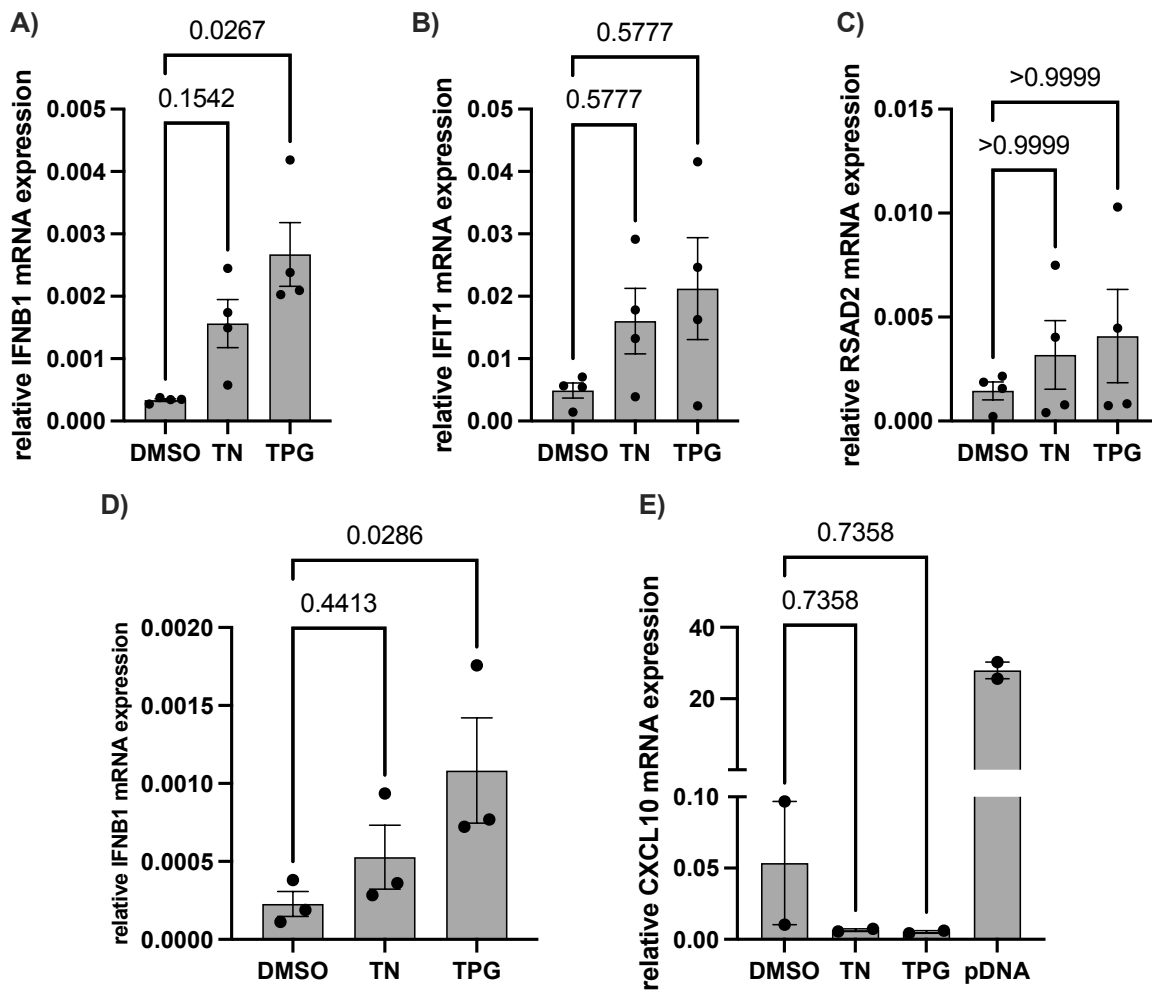 A)
0.0267
0.1542
relative IFNB1 mRNA expression
0.005
0.004
0.003
0.002
0.001
0.000
DMSO TN TPG
B)
0.5777
0.5777
relative IFIT1 mRNA expression
0.05
0.04
0.03
0.02
0.01
0.00
DMSO TN TPG
C)
>0.9999
>0.9999
relative RSAD2 mRNA expression
0.015
0.010
0.005
0.000
DMSO TN TPG
D)
0.0286
0.4413
relative IFNB1 mRNA expression
0.0020
0.0015
0.0010
0.0005
0.0000
DMSO TN TPG
E)
0.7358
0.7358
relative CXCL10 mRNA expression
40
20
0.10
0.05
0.00
DMSO TN TPG pDNA